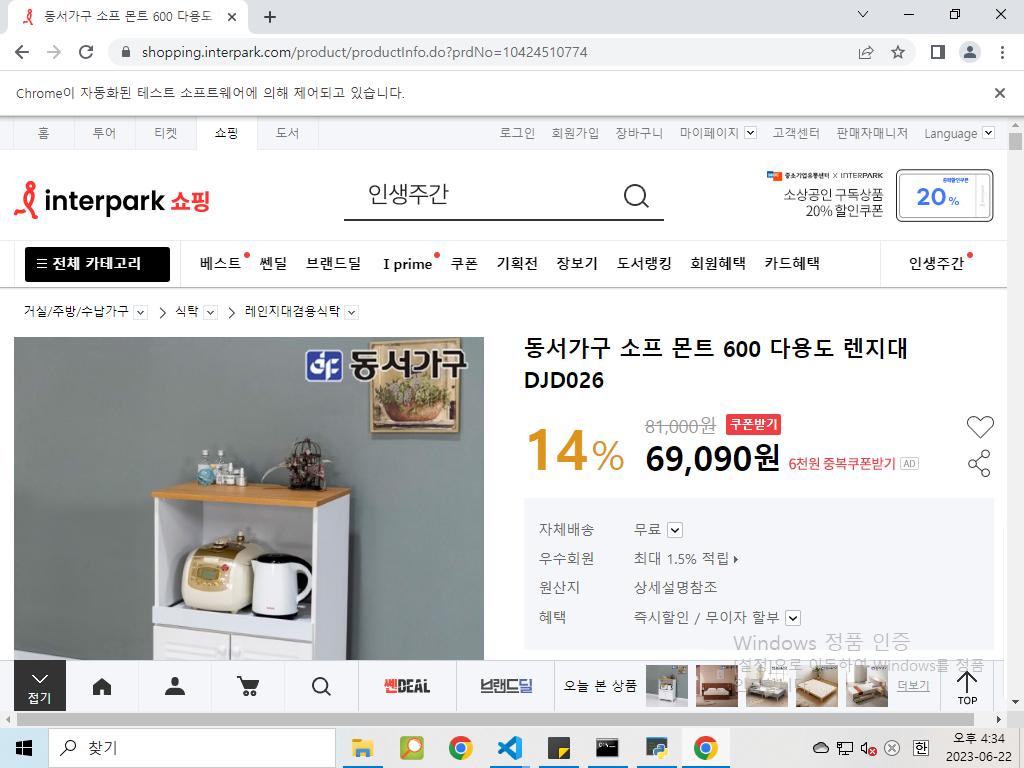 동서가구 소프 몬트 600 다용도
shopping.interpark.com/product/productInfo.do?prdNo=10424510774
Chrome이 자동화된 테스트 소프트웨어에 의해 제어되고 있습니다.
홈 투어 티켓 쇼핑 도서 로그인 회원가입 장바구니 마이페이지 고객센터 판매자매니저 Language
interpark 쇼핑 인생주간
중소기업유통센터 X INTERPARK
소상공인 구독상품
20% 할인쿠폰
20%
전체 카테고리 베스트 쎈딜 브랜드딜 I prime 쿠폰 기획전 장보기 도서랭킹 회원혜택 카드혜택 인생주간
거실/주방/수납가구 식탁 레인지대겸용식탁
동서가구
동서가구 소프 몬트 600 다용도 렌지대
DJD026
14% 81,000원 쿠폰받기
69,090원 6천원 중복쿠폰받기 AD
자체배송 무료
우수회원 최대 1.5% 적립
원산지 상세설명참조
혜택 즉시할인 / 무이자 할부
Windows 정품 인증
[설정]으로 이동하여 Windows를 정품
접기 쎈DEAL 브랜드딜 오늘 본 상품 더보기 TOP
찾기
한
오후 4:34
2023-06-22